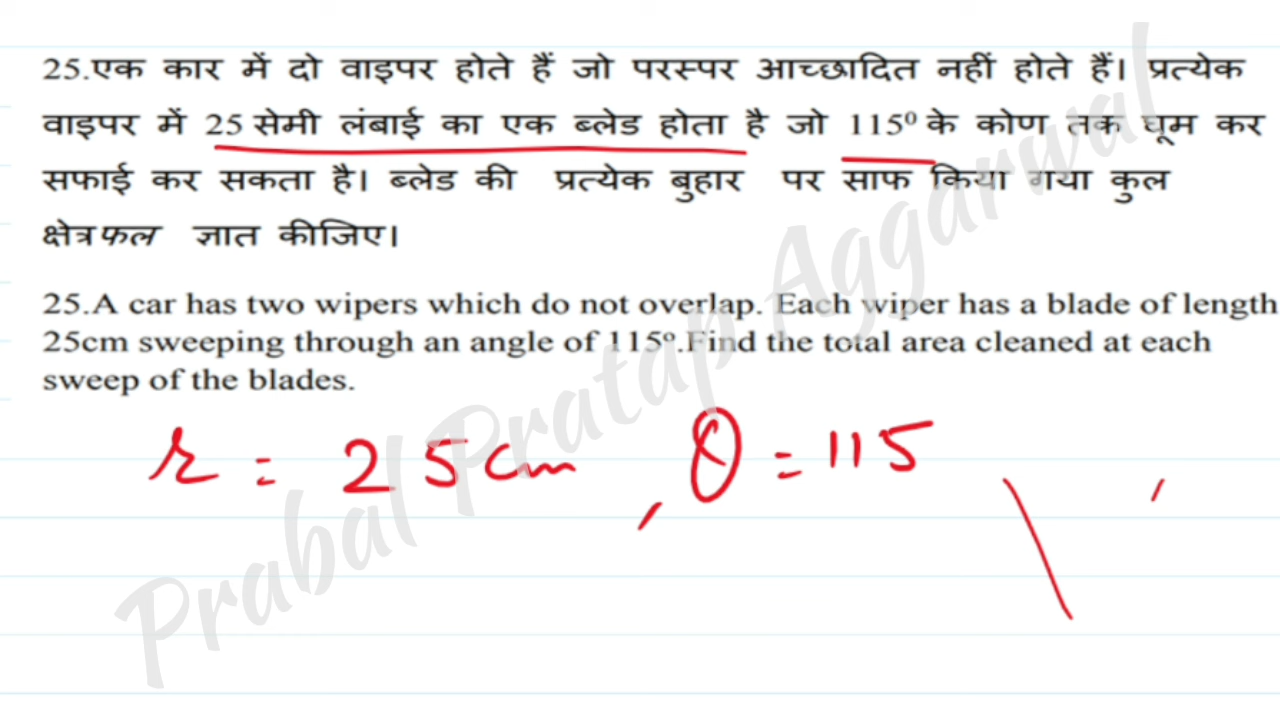 25.एक कार में दो वाइपर होते हैं जो परस्पर आच्छादित नहीं होते हैं। प्रत्येक
वाइपर में 25 सेमी लंबाई का एक ब्लेड होता है जो 115⁰ के कोण तक घूम कर
सफाई कर सकता है। ब्लेड की प्रत्येक बुहार पर साफ किया गया कुल
क्षेत्रफल ज्ञात कीजिए।
25.A car has two wipers which do not overlap. Each wiper has a blade of length
25cm sweeping through an angle of 115º.Find the total area cleaned at each
sweep of the blades.
r = 25cm, θ = 115
Prabal Pratap Aggarwal